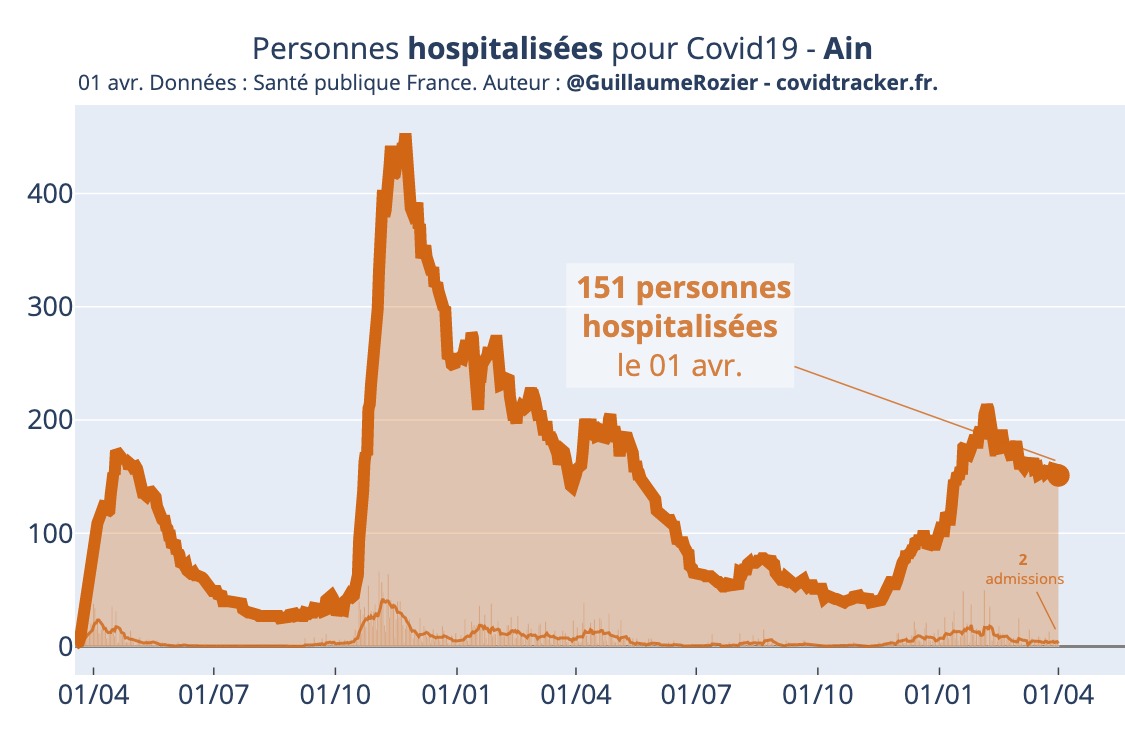 Personnes hospitalisées pour Covid19 - Ain
01 avr. Données : Santé publique France. Auteur : @GuillaumeRozier - covidtracker.fr.
400
300
200
100
0
151 personnes
hospitalisées
le 01 avr.
2
admissions
01/04
01/07
01/10
01/01
01/04
01/07
01/10
01/01
01/04